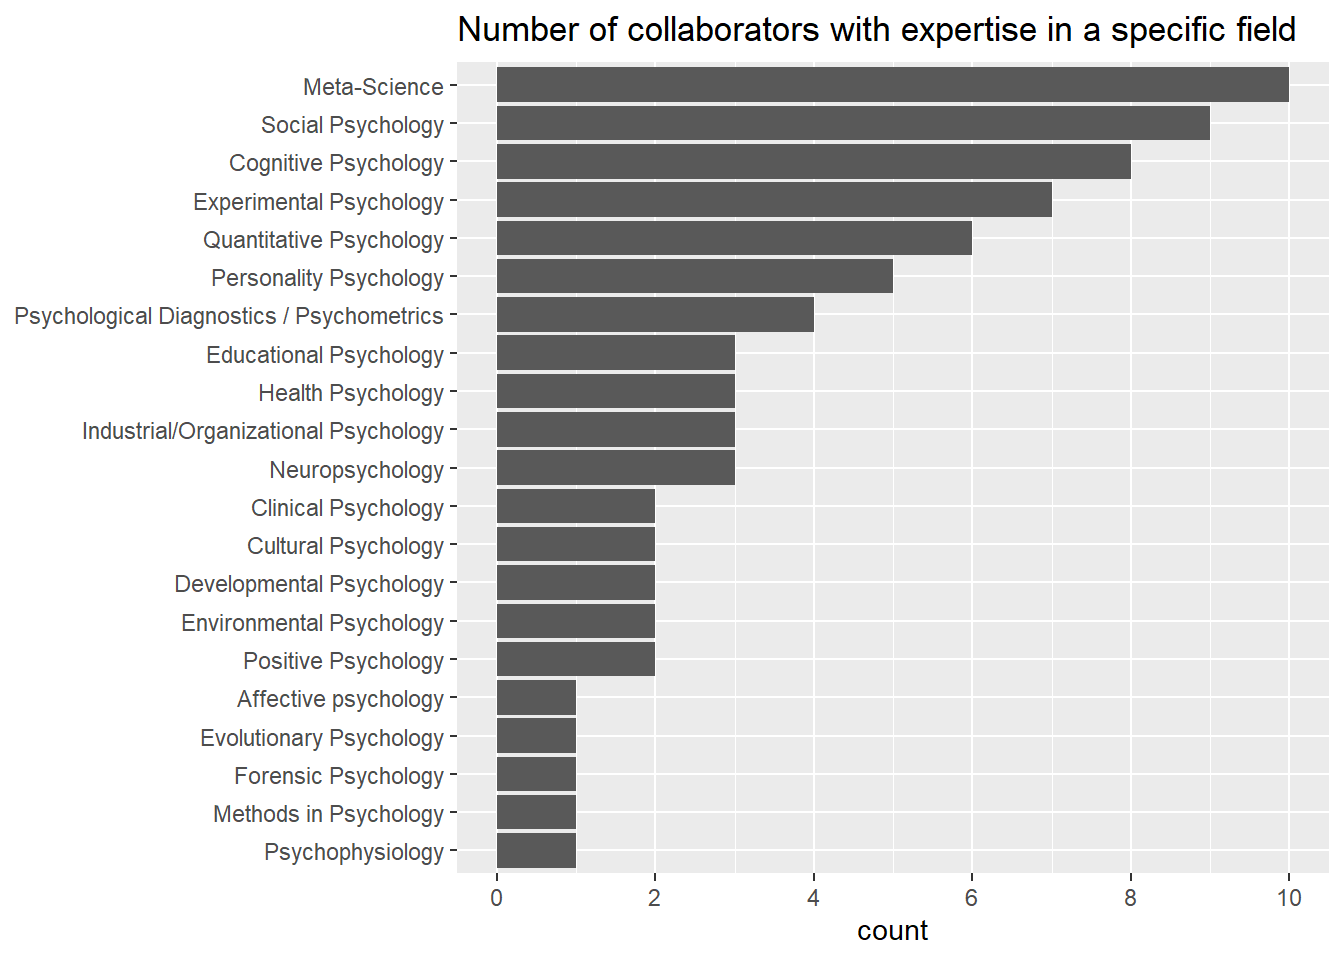 Number of collaborators with expertise in a specific field
Meta-Science
Social Psychology
Cognitive Psychology
Experimental Psychology
Quantitative Psychology
Personality Psychology
Psychological Diagnostics / Psychometrics
Educational Psychology
Health Psychology
Industrial/Organizational Psychology
Neuropsychology
Clinical Psychology
Cultural Psychology
Developmental Psychology
Environmental Psychology
Positive Psychology
Affective psychology
Evolutionary Psychology
Forensic Psychology
Methods in Psychology
Psychophysiology
0 2 4 6 8 10
count